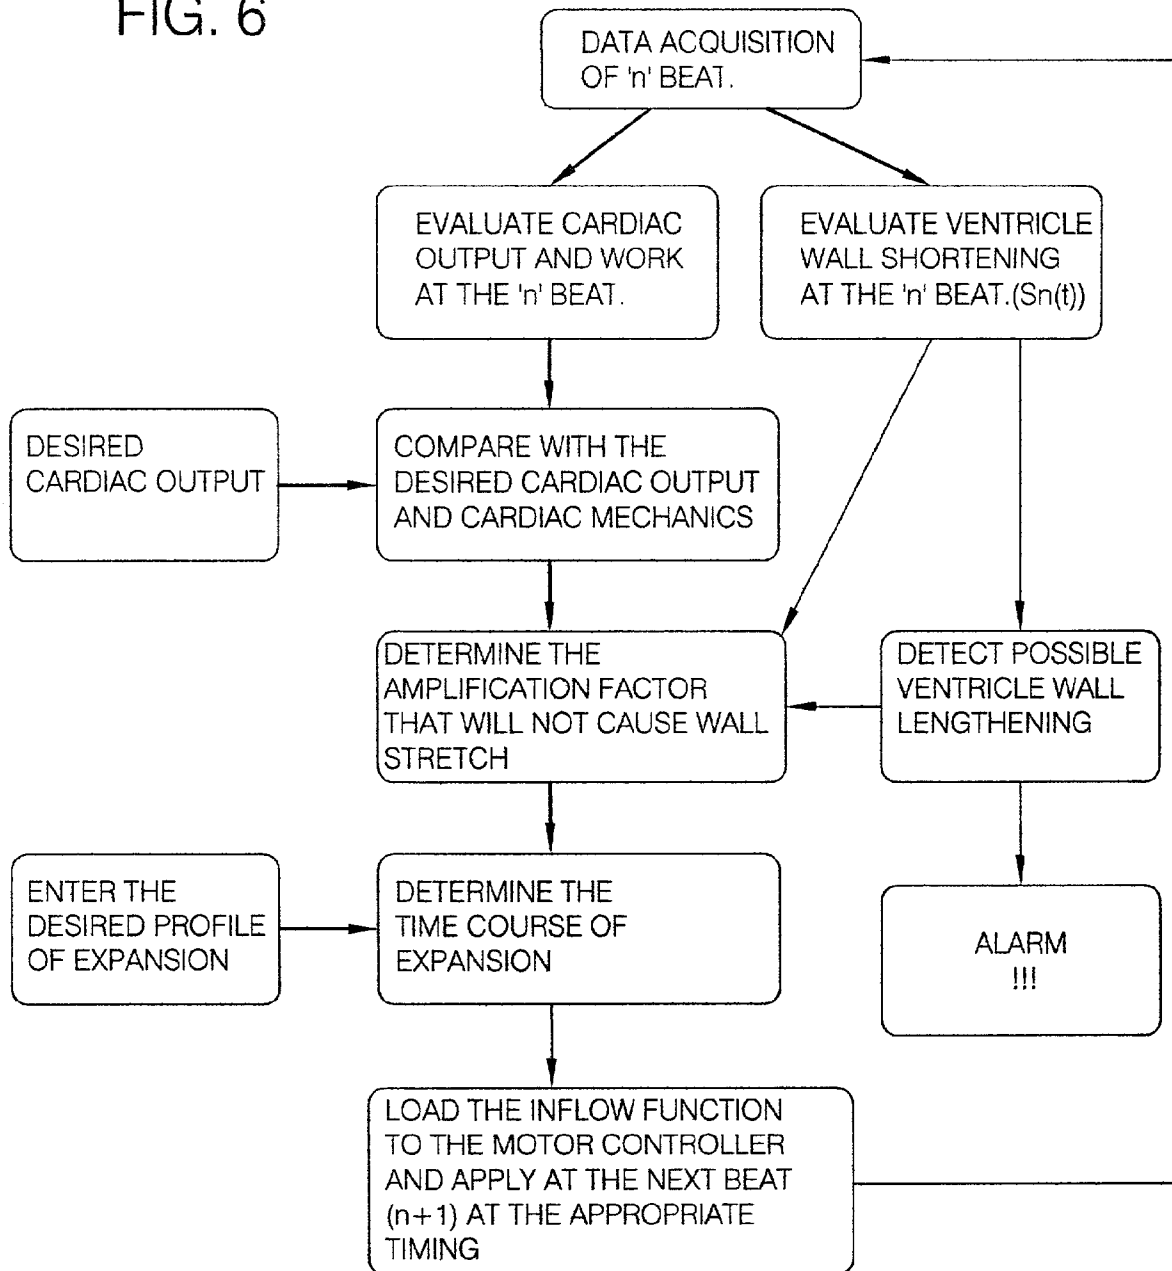 FIG. 6
DATA ACQUISITION
OF 'n' BEAT.
EVALUATE CARDIAC
OUTPUT AND WORK
AT THE 'n' BEAT.
EVALUATE VENTRICLE
WALL SHORTENING
AT THE 'n' BEAT.(Sn(t))
DESIRED
CARDIAC OUTPUT
COMPARE WITH THE
DESIRED CARDIAC OUTPUT
AND CARDIAC MECHANICS
DETERMINE THE
AMPLIFICATION FACTOR
THAT WILL NOT CAUSE WALL
STRETCH
DETECT POSSIBLE
VENTRICLE WALL
LENGTHENING
ENTER THE
DESIRED PROFILE
OF EXPANSION
DETERMINE THE
TIME COURSE OF
EXPANSION
ALARM
!!!
LOAD THE INFLOW FUNCTION
TO THE MOTOR CONTROLLER
AND APPLY AT THE NEXT BEAT
(n+1) AT THE APPROPRIATE
TIMING